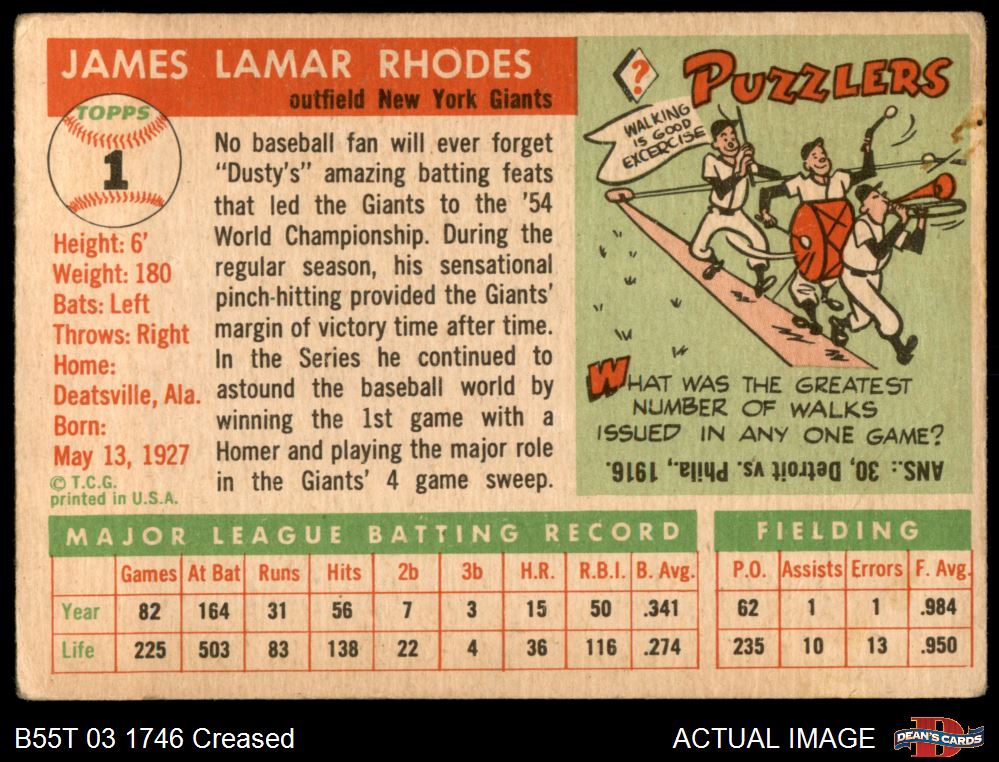 JAMES LAMAR RHODES
outfield New York Giants
TOPPS
1
Height: 6'
Weight: 180
Bats: Left
Throws: Right
Home:
Deatsville, Ala.
Born:
May 13, 1927
© T.C.G.
printed in U.S.A.
No baseball fan will ever forget
"Dusty's" amazing batting feats
that led the Giants to the '54
World Championship. During the
regular season, his sensational
pinch-hitting provided the Giants'
margin of victory time after time.
In the Series he continued to
astound the baseball world by
winning the 1st game with a
Homer and playing the major role
in the Giants' 4 game sweep.
?
PUZZLERS
WALKING
IS GOOD
EXCERCISE
WHAT WAS THE GREATEST
NUMBER OF WALKS
ISSUED IN ANY ONE GAME?
ANS.: 30, Detroit vs. Phila., 1916.
MAJOR LEAGUE BATTING RECORD
Games At Bat Runs Hits 2b 3b H.R. R.B.I. B. Avg.
Year 82 164 31 56 7 3 15 50 .341
Life 225 503 83 138 22 4 36 116 .274
FIELDING
P.O. Assists Errors F. Avg.
62 1 1 .984
235 10 13 .950
B55T 03 1746 Creased
ACTUAL IMAGE
D
DEAN'S CARDS